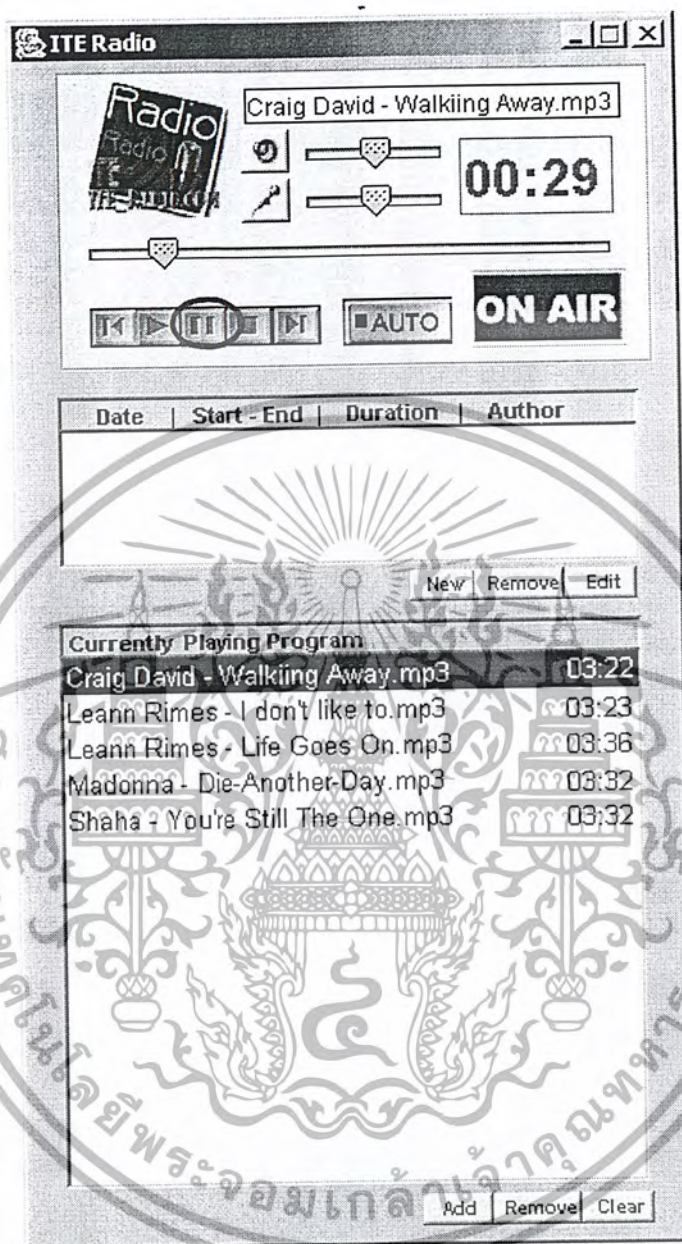 ITE Radio
Radio
Radio
Craig David - Walkiing Away.mp3
00:29
AUTO
ON AIR
Date | Start - End | Duration | Author
New Remove Edit
Currently Playing Program
Craig David - Walkiing Away.mp3 03:22
Leann Rimes - I don't like to.mp3 03:23
Leann Rimes - Life Goes On.mp3 03:36
Madonna - Die-Another-Day.mp3 03:32
Shaha - You're Still The One.mp3 03:32
Add Remove Clear